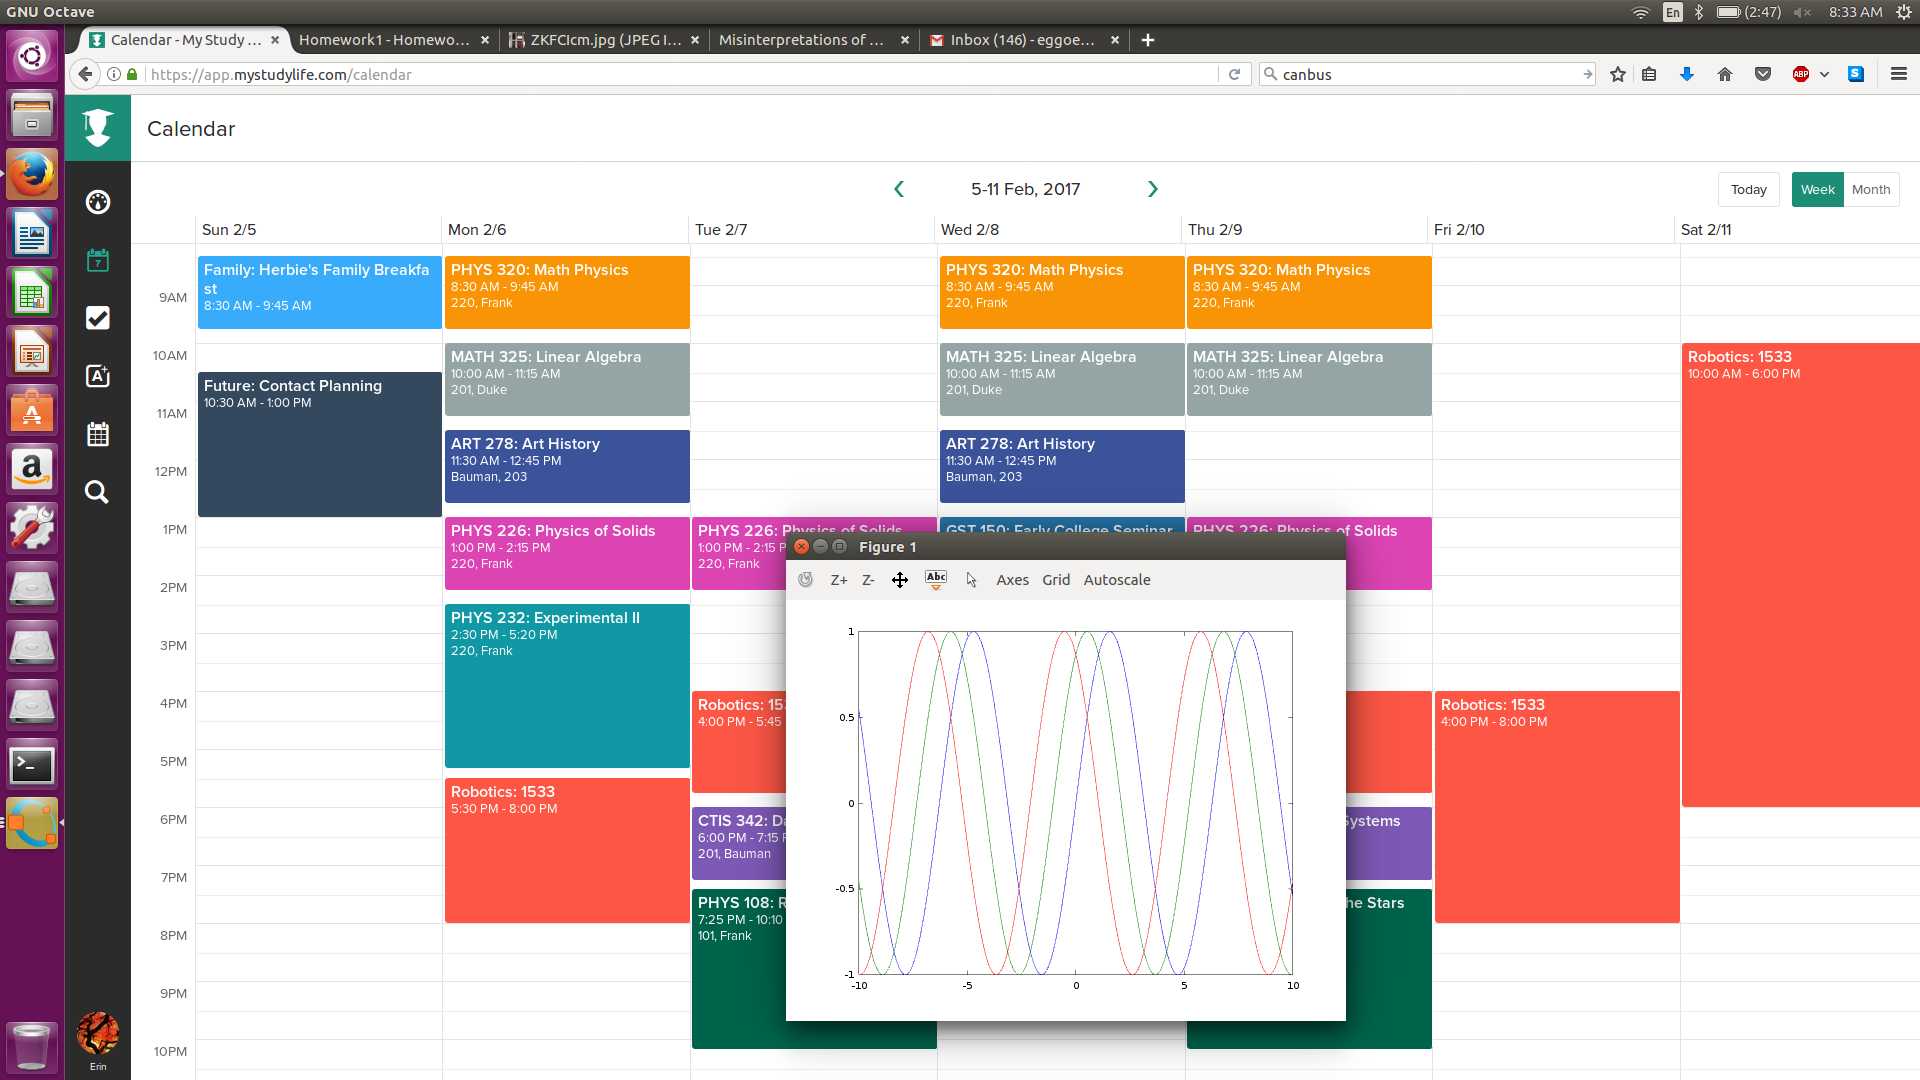 GNU Octave
En
(2:47)
8:33 AM
Calendar - My Study ...
Homework1 - Homewo...
ZKFCIcm.jpg (JPEG I...
Misinterpretations of ...
Inbox (146) - eggoe...
https://app.mystudylife.com/calendar
canbus
ABP
S
Calendar
5-11 Feb, 2017
Today
Week
Month
Sun 2/5
Mon 2/6
Tue 2/7
Wed 2/8
Thu 2/9
Fri 2/10
Sat 2/11
9AM
10AM
11AM
12PM
1PM
2PM
3PM
4PM
5PM
6PM
7PM
8PM
9PM
10PM
Family: Herbie's Family Breakfa
st
8:30 AM - 9:45 AM
Future: Contact Planning
10:30 AM - 1:00 PM
PHYS 320: Math Physics
8:30 AM - 9:45 AM
220, Frank
MATH 325: Linear Algebra
10:00 AM - 11:15 AM
201, Duke
ART 278: Art History
11:30 AM - 12:45 PM
Bauman, 203
PHYS 226: Physics of Solids
1:00 PM - 2:15 PM
220, Frank
PHYS 232: Experimental II
2:30 PM - 5:20 PM
220, Frank
Robotics: 1533
5:30 PM - 8:00 PM
PHYS 226: Physics of Solids
1:00 PM - 2:15 P
220, Frank
Robotics: 15
4:00 PM - 5:45
CTIS 342: Da
6:00 PM - 7:15
201, Bauman
PHYS 108:
7:25 PM - 10:10
101, Frank
PHYS 320: Math Physics
8:30 AM - 9:45 AM
220, Frank
MATH 325: Linear Algebra
10:00 AM - 11:15 AM
201, Duke
ART 278: Art History
11:30 AM - 12:45 PM
Bauman, 203
GST 150: Early College Seminar
PHYS 320: Math Physics
8:30 AM - 9:45 AM
220, Frank
MATH 325: Linear Algebra
10:00 AM - 11:15 AM
201, Duke
PHYS 226: Physics of Solids
Systems
he Stars
Robotics: 1533
4:00 PM - 8:00 PM
Robotics: 1533
10:00 AM - 6:00 PM
Figure 1
Z+
Z-
Abc
Axes
Grid
Autoscale
1
0.5
0
-0.5
-1
-10
-5
0
5
10
Erin